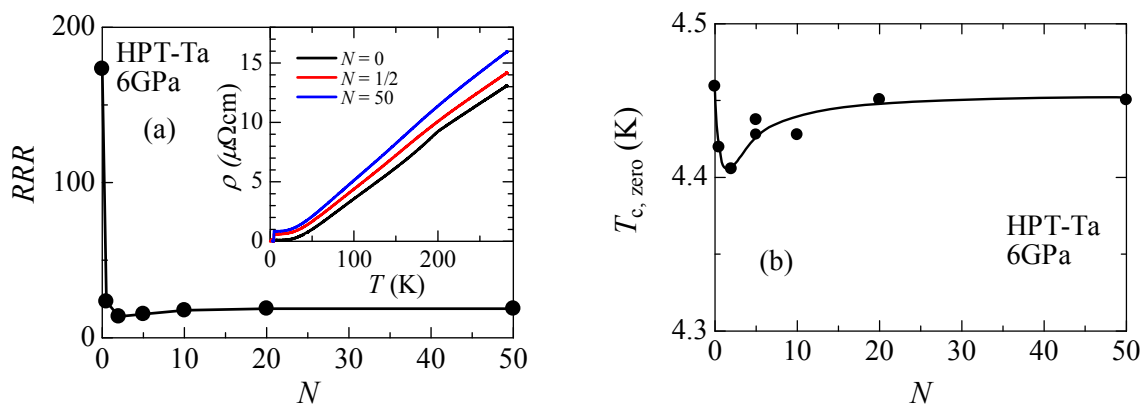 200
HPT-Ta
6GPa
(a)
100
0
RRR
0 10 20 30 40 50
N
15
10
5
0
ρ (μΩcm)
N = 0
N = 1/2
N = 50
0 100 200
T (K)
4.5
4.4
4.3
T_{c, zero} (K)
HPT-Ta
(b) 6GPa
0 10 20 30 40 50
N